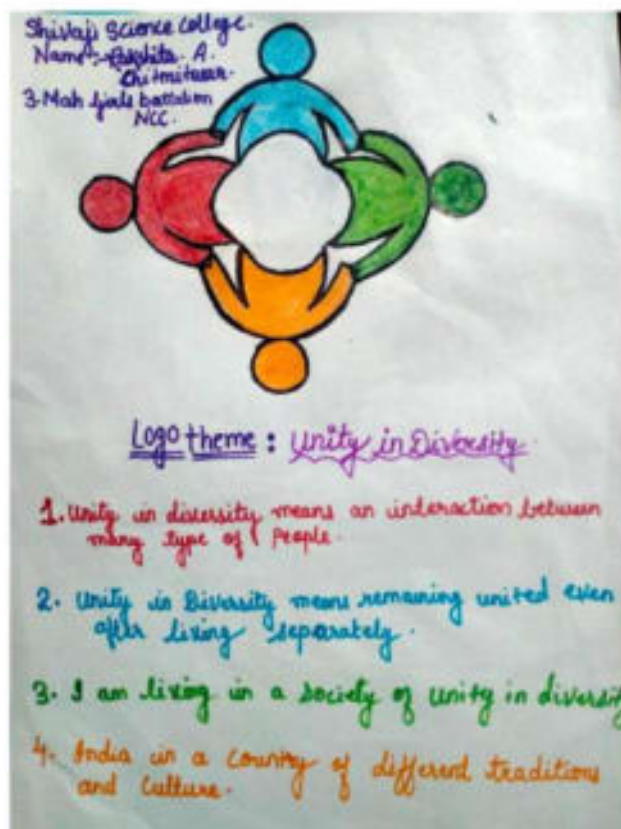 Shivaji Science College.
Name:- A.
3-Mah girls battalion
NCC.
Logo theme : Unity in Diversity.
1. Unity in diversity means an interaction between
many type of people.
2. Unity in Diversity means remaining united even
after living separately.
3. I am living in a society of unity in diversity
4. India in a country of different traditions
and culture.